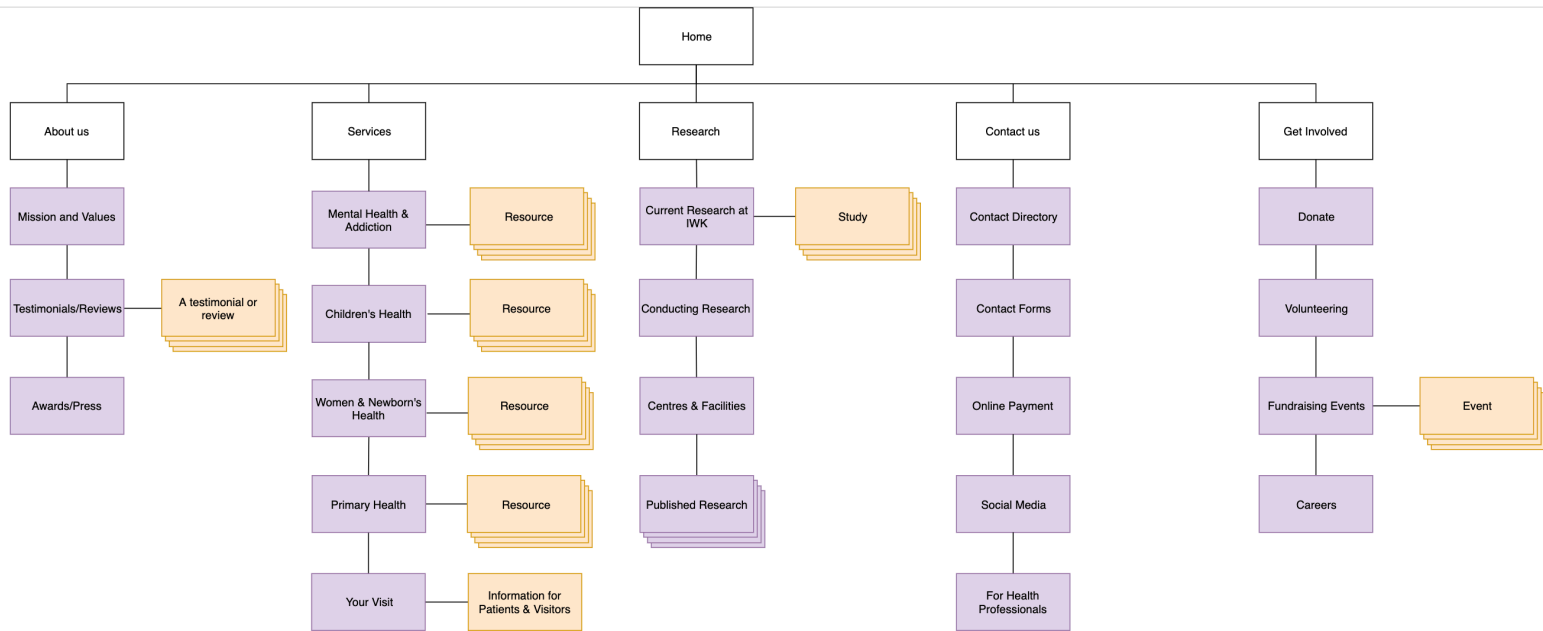 Home
About us
Services
Research
Contact us
Get Involved
Mission and Values
Mental Health &
Addiction
Resource
Current Research at
IWK
Study
Contact Directory
Donate
Testimonials/Reviews
A testimonial or
review
Children's Health
Resource
Conducting Research
Contact Forms
Volunteering
Awards/Press
Women & Newborn's
Health
Resource
Centres & Facilities
Online Payment
Fundraising Events
Event
Primary Health
Resource
Published Research
Social Media
Careers
Your Visit
Information for
Patients & Visitors
For Health
Professionals